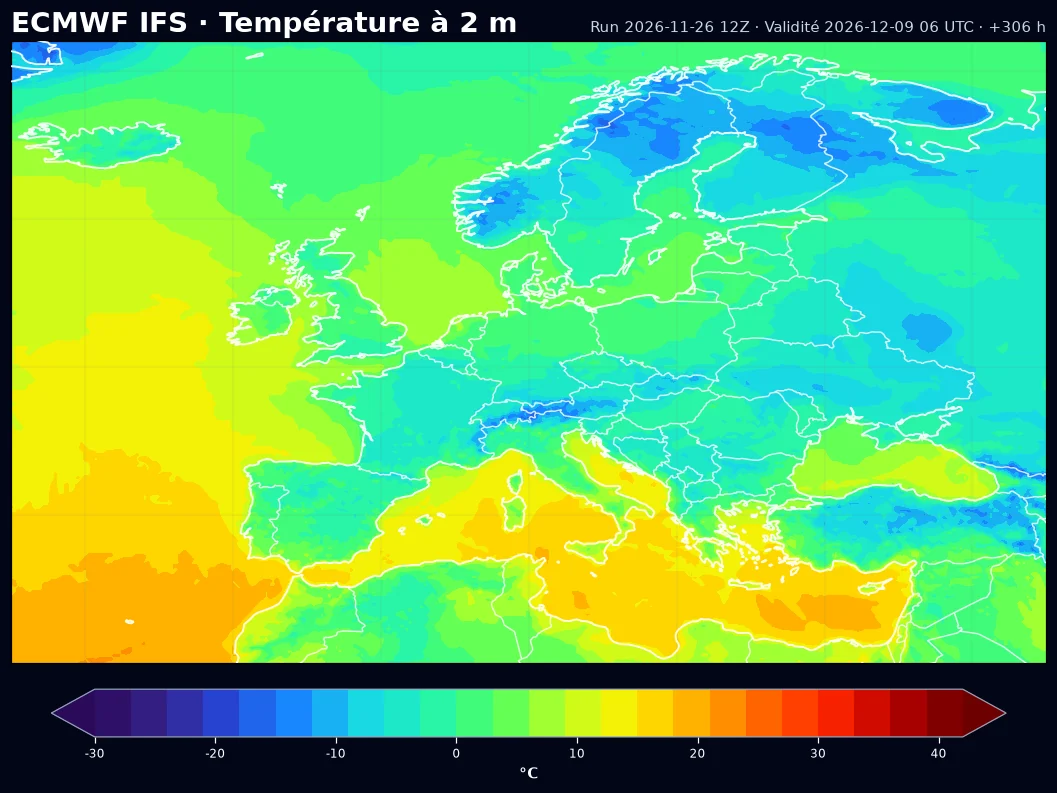 ECMWF IFS · Température à 2 m
Run 2026-11-26 12Z · Validité 2026-12-09 06 UTC · +306 h
-30 -20 -10 0 10 20 30 40
°C